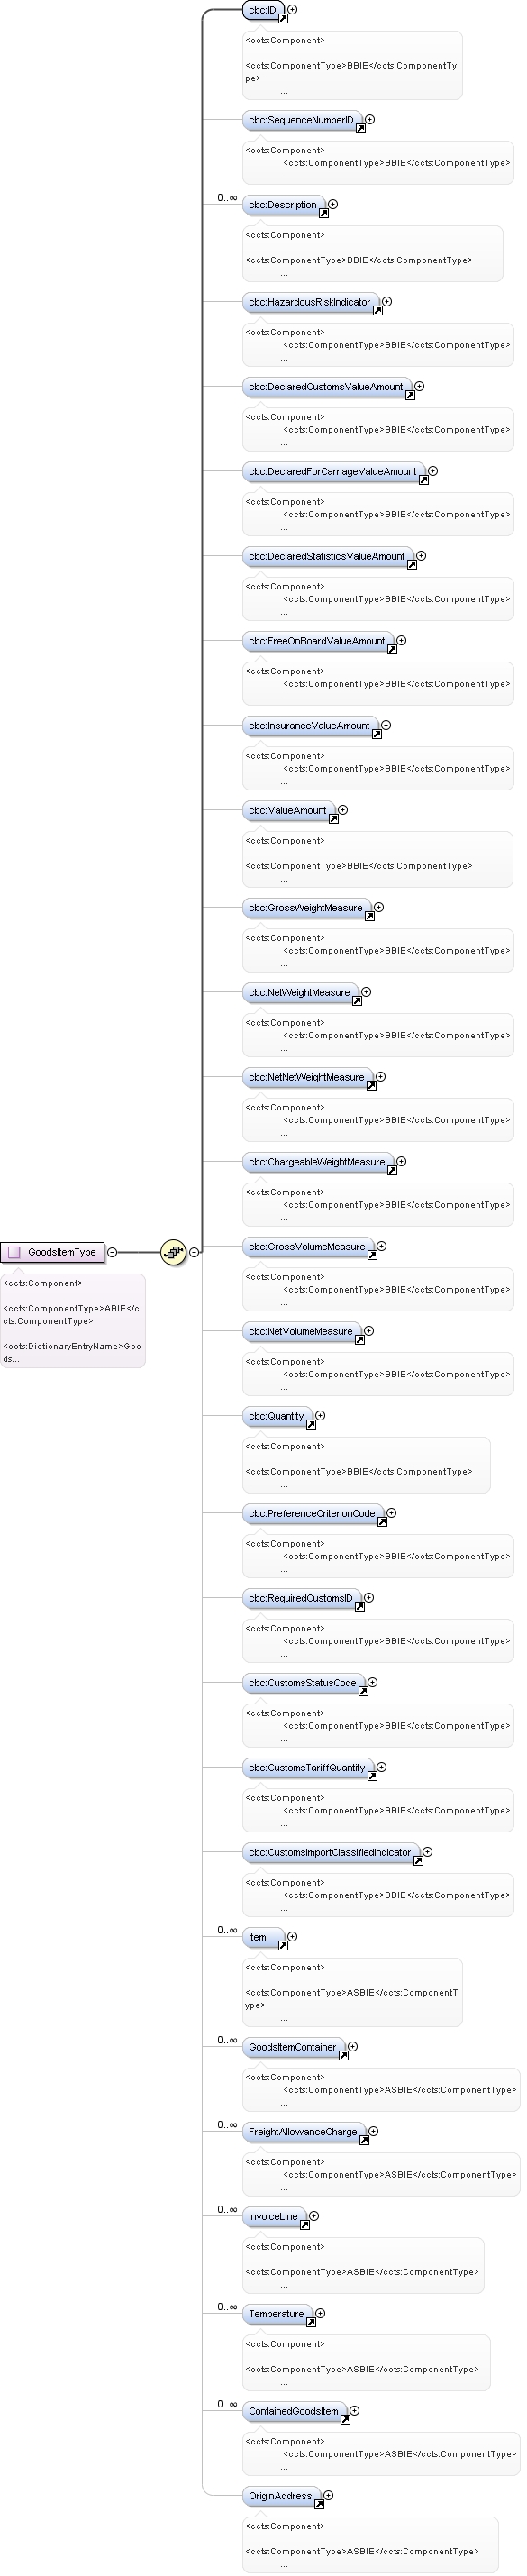 cbc:ID
<ccts:Component>
<ccts:ComponentType>BBIE</ccts:ComponentTy
pe>
...
cbc:SequenceNumberID
<ccts:Component>
<ccts:ComponentType>BBIE</ccts:ComponentType>
...
0..∞
cbc:Description
<ccts:Component>
<ccts:ComponentType>BBIE</ccts:ComponentType>
...
cbc:HazardousRiskIndicator
<ccts:Component>
<ccts:ComponentType>BBIE</ccts:ComponentType>
...
cbc:DeclaredCustomsValueAmount
<ccts:Component>
<ccts:ComponentType>BBIE</ccts:ComponentType>
...
cbc:DeclaredForCarriageValueAmount
<ccts:Component>
<ccts:ComponentType>BBIE</ccts:ComponentType>
...
cbc:DeclaredStatisticsValueAmount
<ccts:Component>
<ccts:ComponentType>BBIE</ccts:ComponentType>
...
cbc:FreeOnBoardValueAmount
<ccts:Component>
<ccts:ComponentType>BBIE</ccts:ComponentType>
...
cbc:InsuranceValueAmount
<ccts:Component>
<ccts:ComponentType>BBIE</ccts:ComponentType>
...
cbc:ValueAmount
<ccts:Component>
<ccts:ComponentType>BBIE</ccts:ComponentType>
...
cbc:GrossWeightMeasure
<ccts:Component>
<ccts:ComponentType>BBIE</ccts:ComponentType>
...
cbc:NetWeightMeasure
<ccts:Component>
<ccts:ComponentType>BBIE</ccts:ComponentType>
...
cbc:NetNetWeightMeasure
<ccts:Component>
<ccts:ComponentType>BBIE</ccts:ComponentType>
...
cbc:ChargeableWeightMeasure
<ccts:Component>
<ccts:ComponentType>BBIE</ccts:ComponentType>
...
cbc:GrossVolumeMeasure
<ccts:Component>
<ccts:ComponentType>BBIE</ccts:ComponentType>
...
GoodsItemType
<ccts:Component>
<ccts:ComponentType>ABIE</c
cts:ComponentType>
<ccts:DictionaryEntryName>Goo
ds...
cbc:NetVolumeMeasure
<ccts:Component>
<ccts:ComponentType>BBIE</ccts:ComponentType>
...
cbc:Quantity
<ccts:Component>
<ccts:ComponentType>BBIE</ccts:ComponentType>
...
cbc:PreferenceCriterionCode
<ccts:Component>
<ccts:ComponentType>BBIE</ccts:ComponentType>
...
cbc:RequiredCustomsID
<ccts:Component>
<ccts:ComponentType>BBIE</ccts:ComponentType>
...
cbc:CustomsStatusCode
<ccts:Component>
<ccts:ComponentType>BBIE</ccts:ComponentType>
...
cbc:CustomsTariffQuantity
<ccts:Component>
<ccts:ComponentType>BBIE</ccts:ComponentType>
...
cbc:CustomsImportClassifiedIndicator
<ccts:Component>
<ccts:ComponentType>BBIE</ccts:ComponentType>
...
0..∞
Item
<ccts:Component>
<ccts:ComponentType>ASBIE</ccts:ComponentT
ype>
...
0..∞
GoodsItemContainer
<ccts:Component>
<ccts:ComponentType>ASBIE</ccts:ComponentType>
...
0..∞
FreightAllowanceCharge
<ccts:Component>
<ccts:ComponentType>ASBIE</ccts:ComponentType>
...
0..∞
InvoiceLine
<ccts:Component>
<ccts:ComponentType>ASBIE</ccts:ComponentType>
...
0..∞
Temperature
<ccts:Component>
<ccts:ComponentType>ASBIE</ccts:ComponentType>
...
0..∞
ContainedGoodsItem
<ccts:Component>
<ccts:ComponentType>ASBIE</ccts:ComponentType>
...
OriginAddress
<ccts:Component>
<ccts:ComponentType>ASBIE</ccts:ComponentType>
...